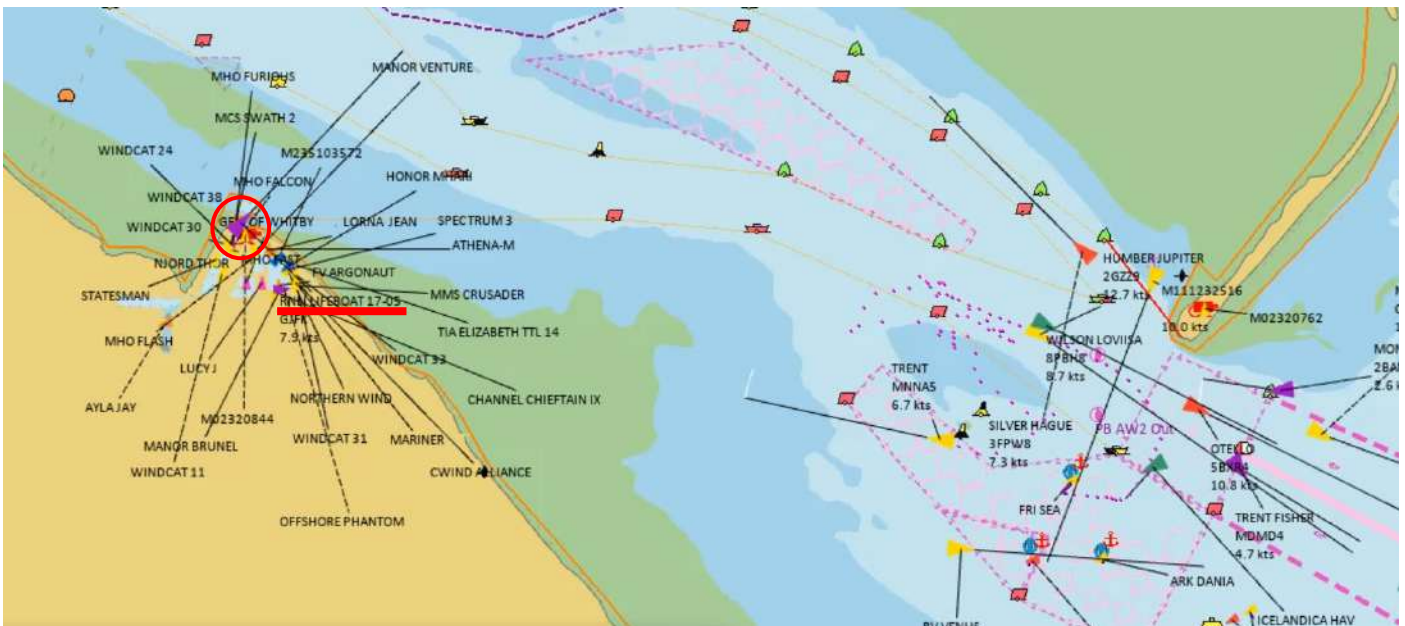 MHO FURIOUS
MANOR VENTURE
MCS SWATH 2
WINDCAT 24
M235103572
MHO FALCON
HONOR
WINDCAT 38
OF WHITBY
LORNA JEAN
SPECTRUM 3
WINDCAT 30
ATHENA-M
NJORD THOR
FV ARGONAUT
STATESMAN
MMS CRUSADER
RNLI LIFEBOAT 17-05
7.9 kts
TIA ELIZABETH TTL 14
MHO FLASH
WINDCAT 33
LUCY J
AYLA JAY
NORTHERN WIND
CHANNEL CHIEFTAIN IX
M02320844
MANOR BRUNEL
WINDCAT 31
MARINER
WINDCAT 11
CWIND ALLIANCE
OFFSHORE PHANTOM
HUMBER JUPITER
2GZZ9
12.7 kts
M111232516
10.0 kts
M02320762
WILSON LOVIISA
8PBH8
8.7 kts
TRENT
MNNA5
6.7 kts
SILVER HAGUE
3FPW8
7.3 kts
PB AW2 Out
OTELLO
5BXR4
10.8 kts
FRI SEA
TRENT FISHER
MDMD4
4.7 kts
ARK DANIA
ICELANDICA HAV